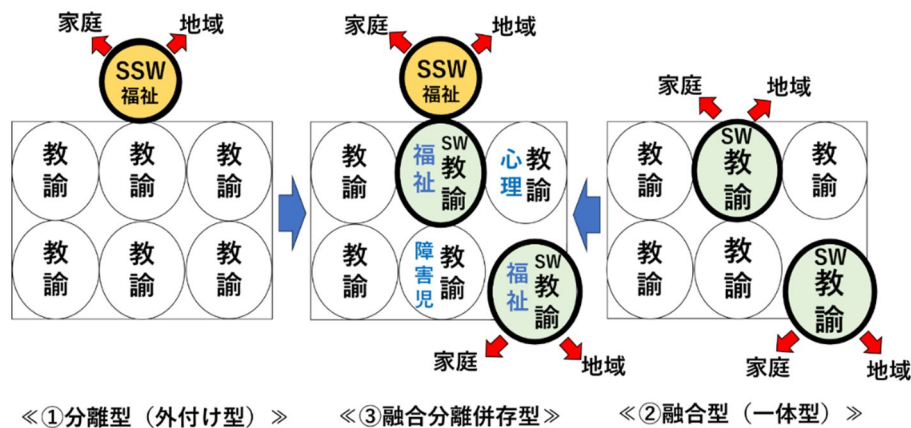 家庭
地域
SSW
福祉
教諭
教諭
教諭
教諭
教諭
教諭
≪①分離型（外付け型）≫
家庭
地域
SSW
福祉
教諭
福祉
SW
教諭
心理
教諭
教諭
障害児
教諭
福祉
SW
教諭
家庭
地域
≪③融合分離併存型≫
家庭
地域
教諭
SW
教諭
教諭
教諭
教諭
SW
教諭
家庭
地域
≪②融合型（一体型）≫